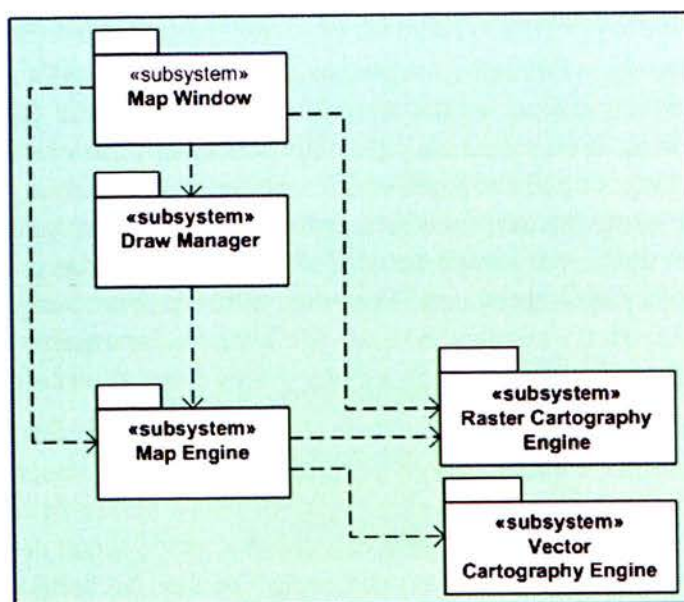 «subsystem»
Map Window
«subsystem»
Draw Manager
«subsystem»
Map Engine
«subsystem»
Raster Cartography
Engine
«subsystem»
Vector
Cartography Engine